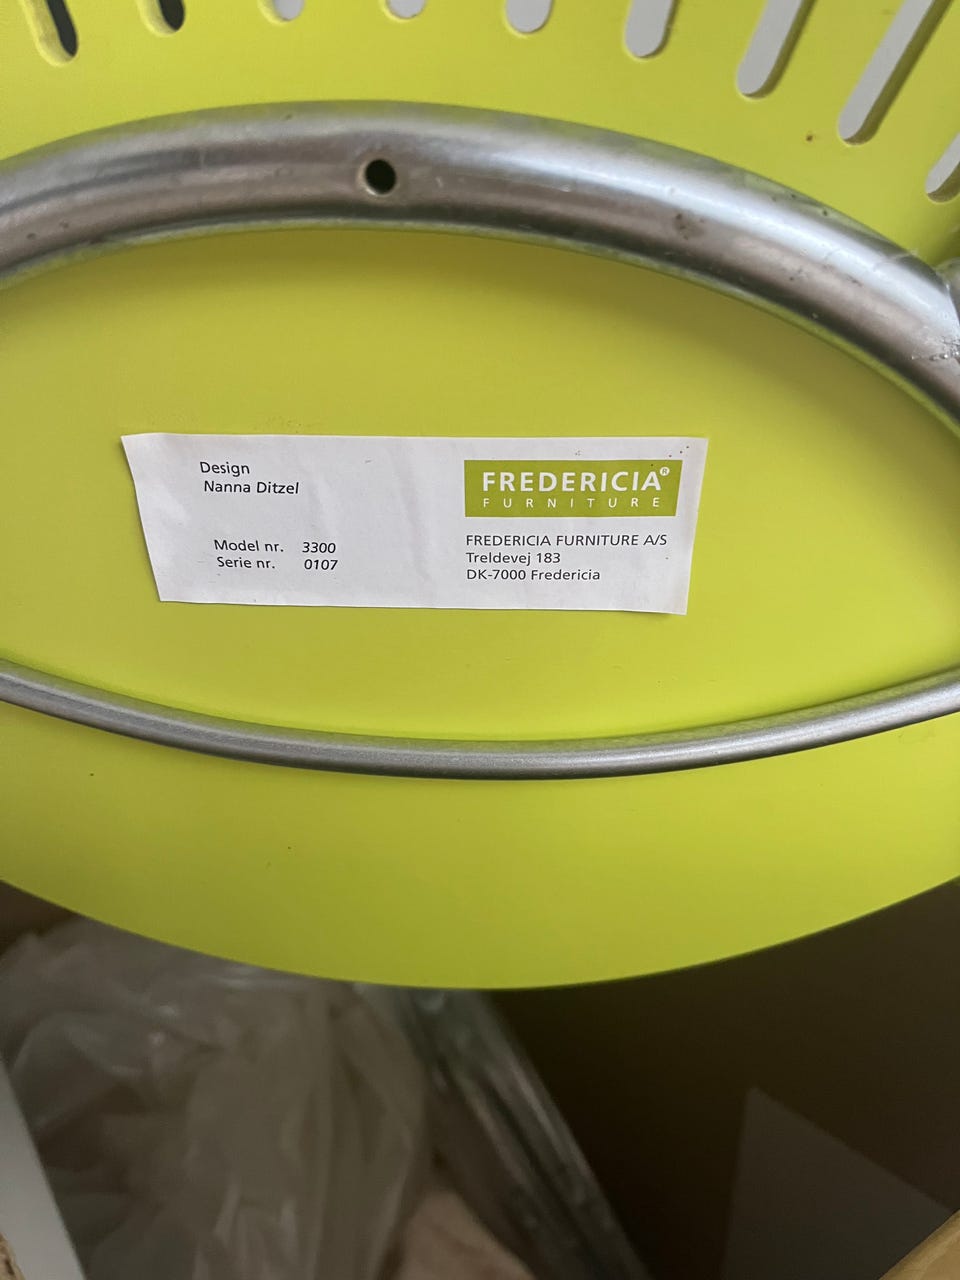 Design
Nanna Ditzel
Model nr. 3300
Serie nr. 0107
FREDERICIA®
FURNITURE
FREDERICIA FURNITURE A/S
Treldevej 183
DK-7000 Fredericia